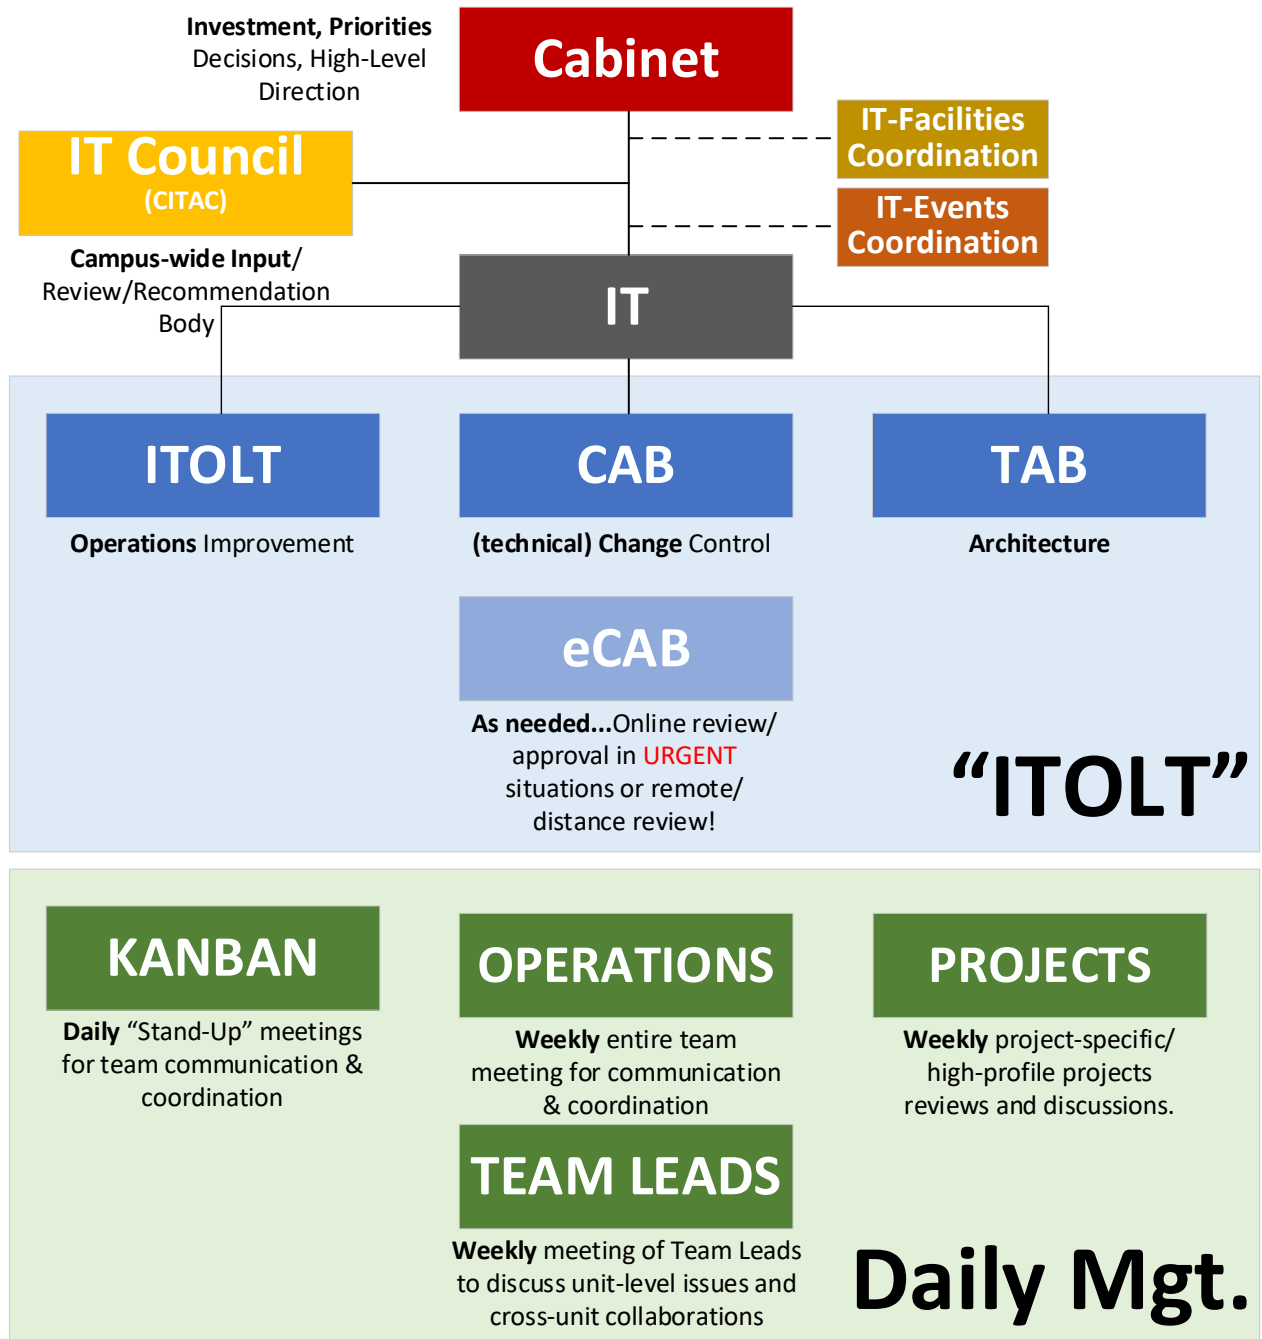 Investment, Priorities
Decisions, High-Level
Direction
Cabinet
IT-Facilities
Coordination
IT Council
(CITAC)
IT-Events
Coordination
Campus-wide Input/
Review/Recommendation
Body
IT
ITOLT
Operations Improvement
CAB
(technical) Change Control
TAB
Architecture
eCAB
As needed...Online review/
approval in URGENT
situations or remote/
distance review!
“ITOLT”
KANBAN
Daily “Stand-Up” meetings
for team communication &
coordination
OPERATIONS
Weekly entire team
meeting for communication
& coordination
PROJECTS
Weekly project-specific/
high-profile projects
reviews and discussions.
TEAM LEADS
Weekly meeting of Team Leads
to discuss unit-level issues and
cross-unit collaborations
Daily Mgt.